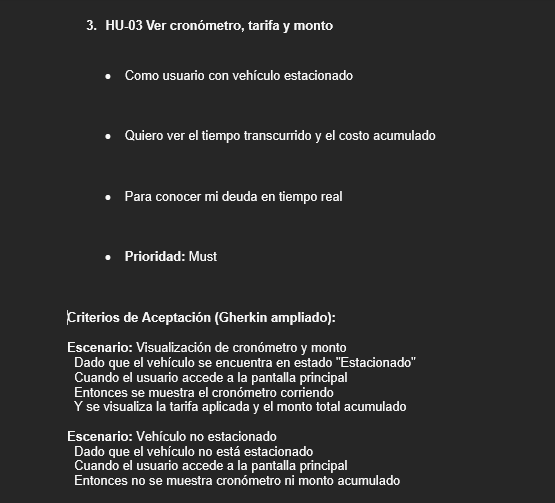 3. HU-03 Ver cronómetro, tarifa y monto
● Como usuario con vehículo estacionado
● Quiero ver el tiempo transcurrido y el costo acumulado
● Para conocer mi deuda en tiempo real
● Prioridad: Must
Criterios de Aceptación (Gherkin ampliado):
Escenario: Visualización de cronómetro y monto
Dado que el vehículo se encuentra en estado "Estacionado"
Cuando el usuario accede a la pantalla principal
Entonces se muestra el cronómetro corriendo
Y se visualiza la tarifa aplicada y el monto total acumulado
Escenario: Vehículo no estacionado
Dado que el vehículo no está estacionado
Cuando el usuario accede a la pantalla principal
Entonces no se muestra cronómetro ni monto acumulado